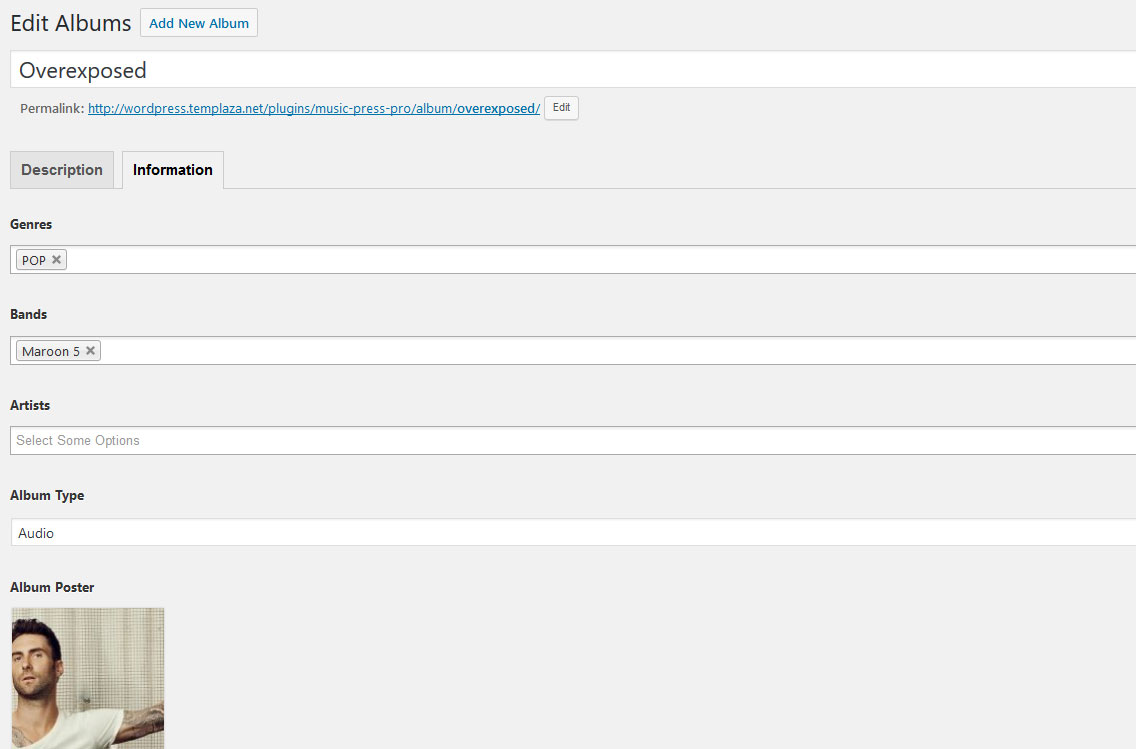 Edit Albums Add New Album
Overexposed
Permalink: http://wordpress.templaza.net/plugins/music-press-pro/album/overexposed/ Edit
Description Information
Genres
POP ×
Bands
Maroon 5 ×
Artists
Select Some Options
Album Type
Audio
Album Poster